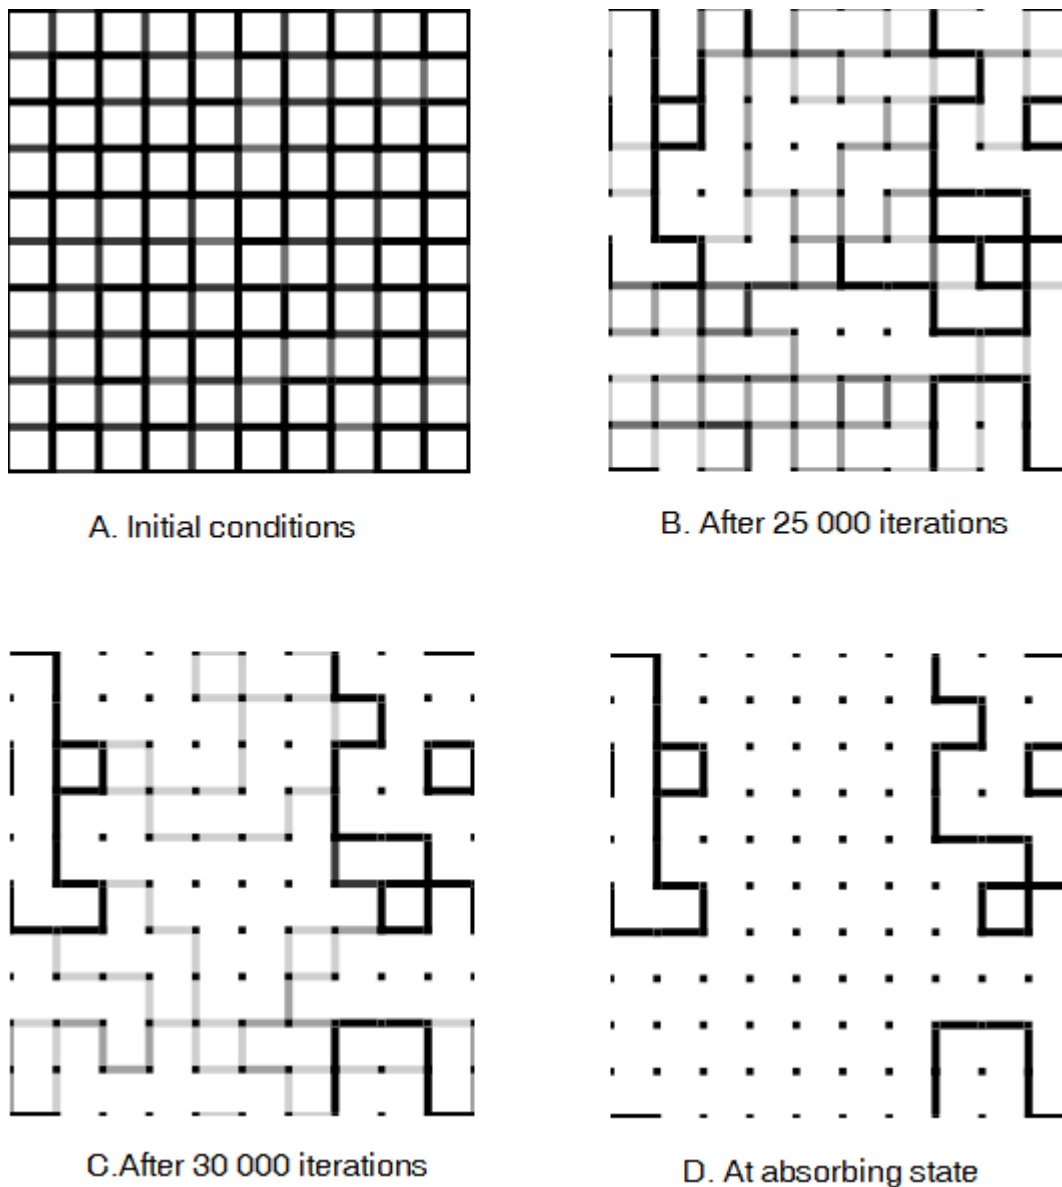 A. Initial conditions
B. After 25 000 iterations
C.After 30 000 iterations
D. At absorbing state